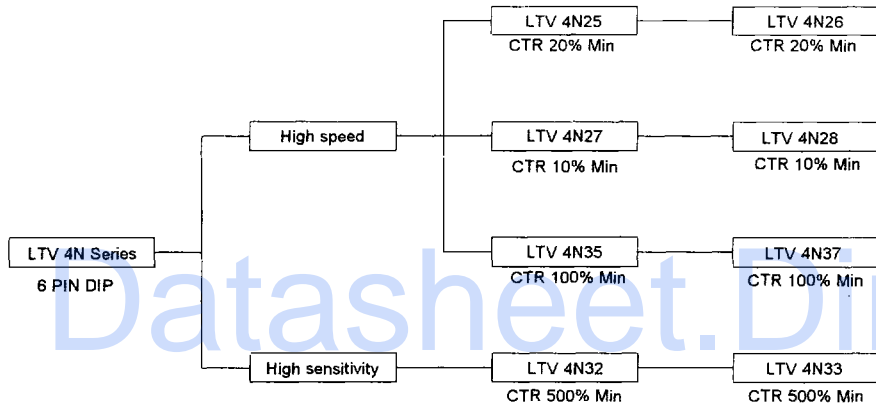 LTV 4N25
LTV 4N26
CTR 20% Min
CTR 20% Min
High speed
LTV 4N27
LTV 4N28
CTR 10% Min
CTR 10% Min
LTV 4N Series
LTV 4N35
LTV 4N37
6 PIN DIP
CTR 100% Min
CTR 100% Min
Datasheet.Di
High sensitivity
LTV 4N32
LTV 4N33
CTR 500% Min
CTR 500% Min